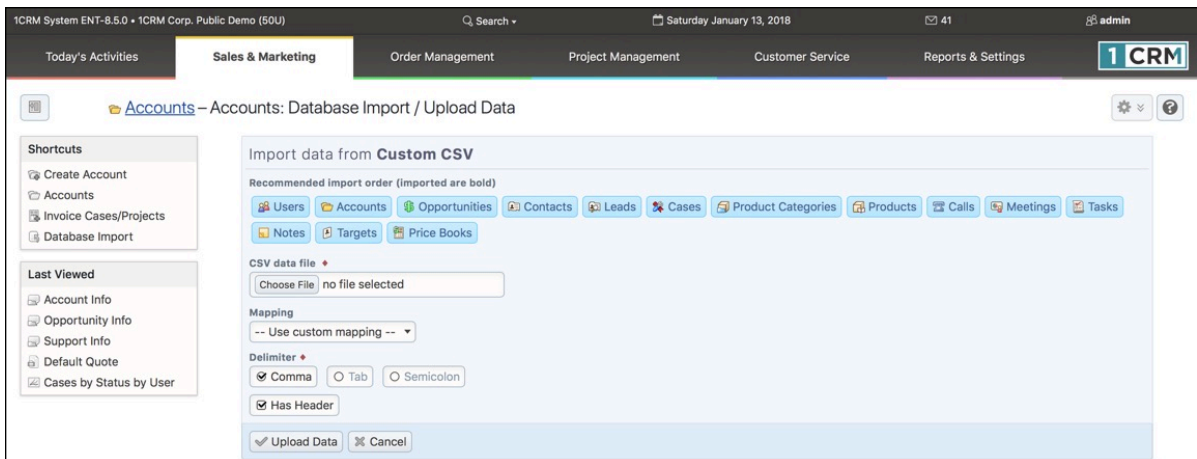 1CRM System ENT-8.5.0 • 1CRM Corp. Public Demo (50U)
Search
Saturday January 13, 2018
41
admin
Today's Activities
Sales & Marketing
Order Management
Project Management
Customer Service
Reports & Settings
1 CRM
Accounts – Accounts: Database Import / Upload Data
?
Shortcuts
Create Account
Accounts
Invoice Cases/Projects
Database Import
Last Viewed
Account Info
Opportunity Info
Support Info
Default Quote
Cases by Status by User
Import data from Custom CSV
Recommended import order (imported are bold)
Users Accounts Opportunities Contacts Leads Cases Product Categories Products Calls Meetings Tasks
Notes Targets Price Books
CSV data file
Choose File no file selected
Mapping
-- Use custom mapping --
Delimiter
Comma Tab Semicolon
Has Header
Upload Data Cancel